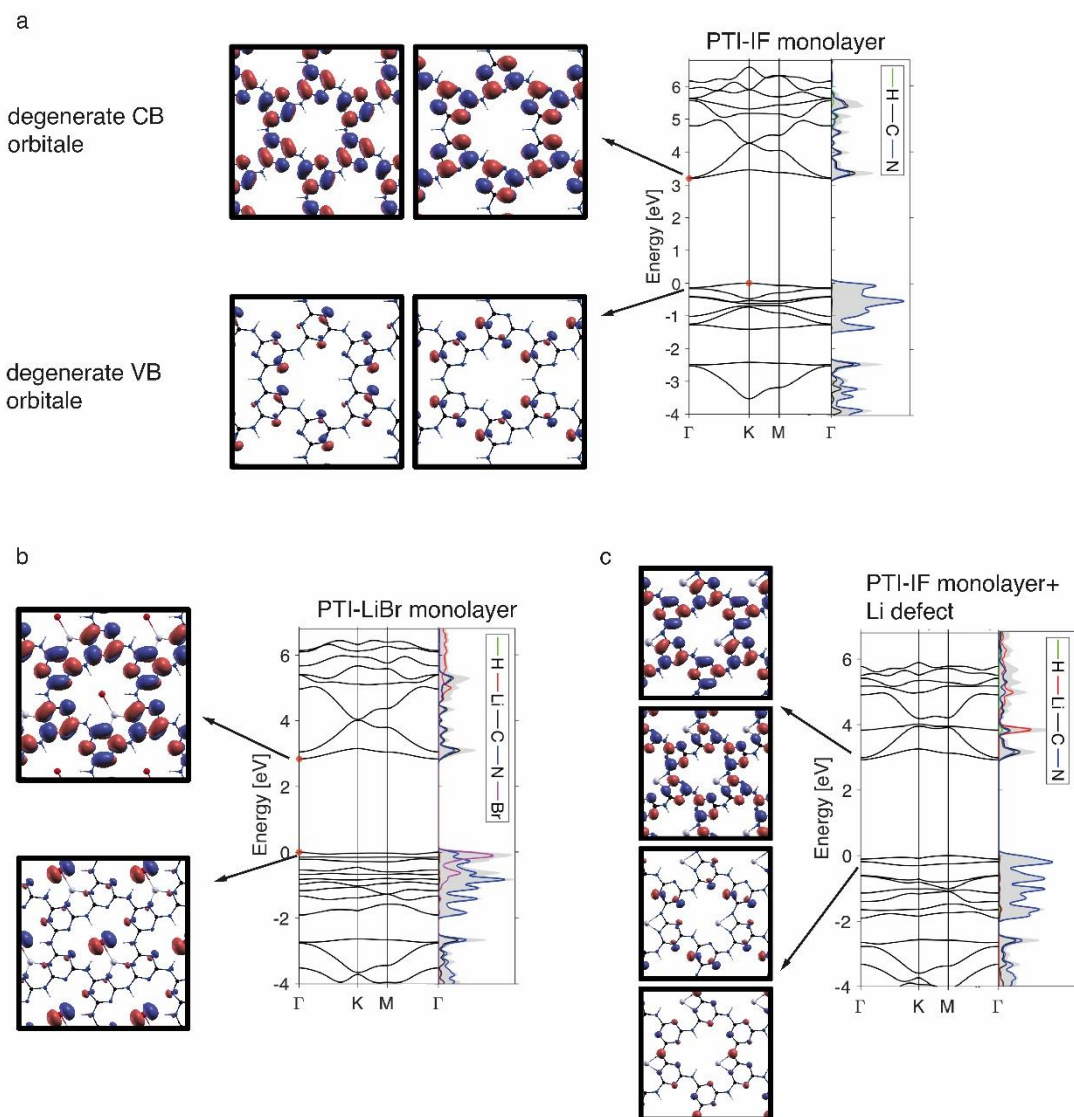 a
degenerate CB
orbitale
degenerate VB
orbitale
PTI-IF monolayer
Energy [eV]
6
5
4
3
2
1
0
-1
-2
-3
-4
Γ
K
M
Γ
H
C
N
b
PTI-LiBr monolayer
Energy [eV]
6
4
2
0
-2
-4
Γ
K
M
Γ
H
Li
C
N
Br
c
PTI-IF monolayer+
Li defect
Energy [eV]
6
4
2
0
-2
-4
Γ
K
M
Γ
H
Li
C
N